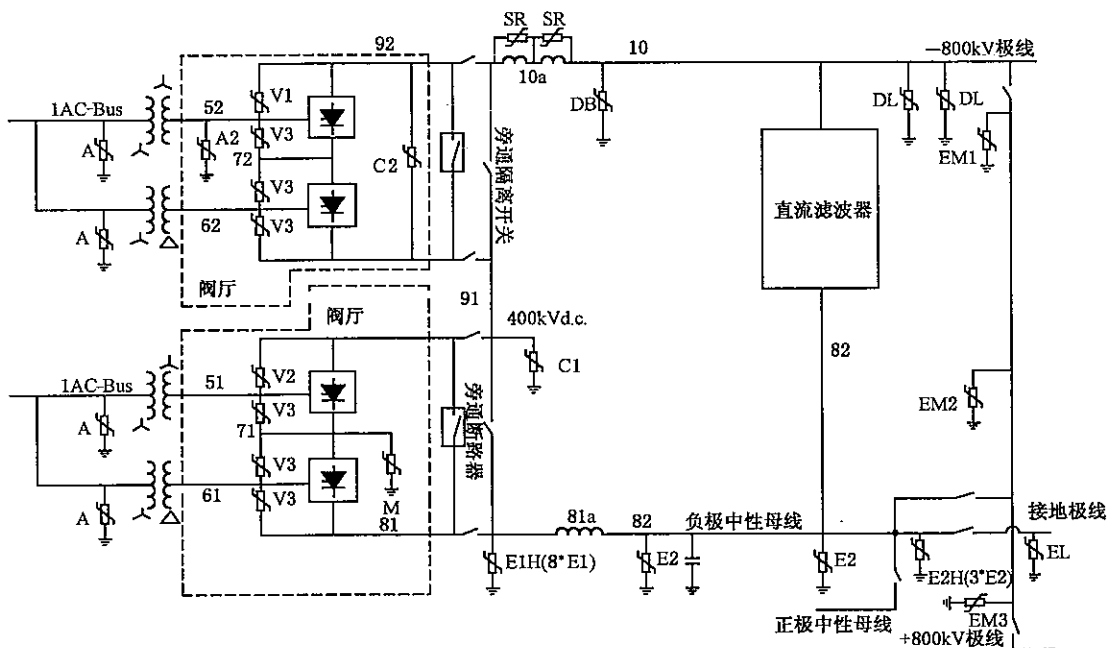 92
SR SR
10
−800kV极线
10a
1AC-Bus
52
V1
V3
A
A2
72
C2
DB
DL
DL
EM1
旁通隔离开关
V3
V3
62
A
直流滤波器
阀厅
91
阀厅
400kVd.c.
C1
82
1AC-Bus
51
V2
V3
A
71
旁通断路器
EM2
V3
V3
61
A
M
81
81a
82
负极中性母线
接地极线
E1H(8*E1)
E2
E2
E2H(3*E2)
EL
正极中性母线
EM3
+800kV极线